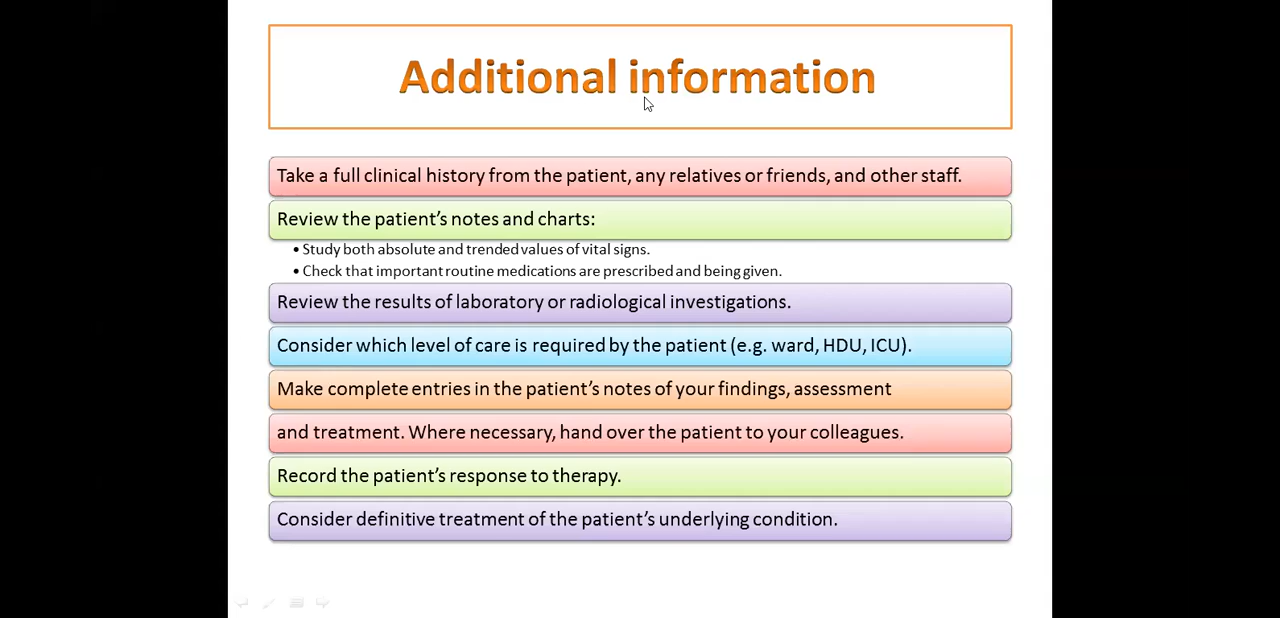 Additional information
Take a full clinical history from the patient, any relatives or friends, and other staff.
Review the patient’s notes and charts:
• Study both absolute and trended values of vital signs.
• Check that important routine medications are prescribed and being given.
Review the results of laboratory or radiological investigations.
Consider which level of care is required by the patient (e.g. ward, HDU, ICU).
Make complete entries in the patient’s notes of your findings, assessment
and treatment. Where necessary, hand over the patient to your colleagues.
Record the patient’s response to therapy.
Consider definitive treatment of the patient’s underlying condition.